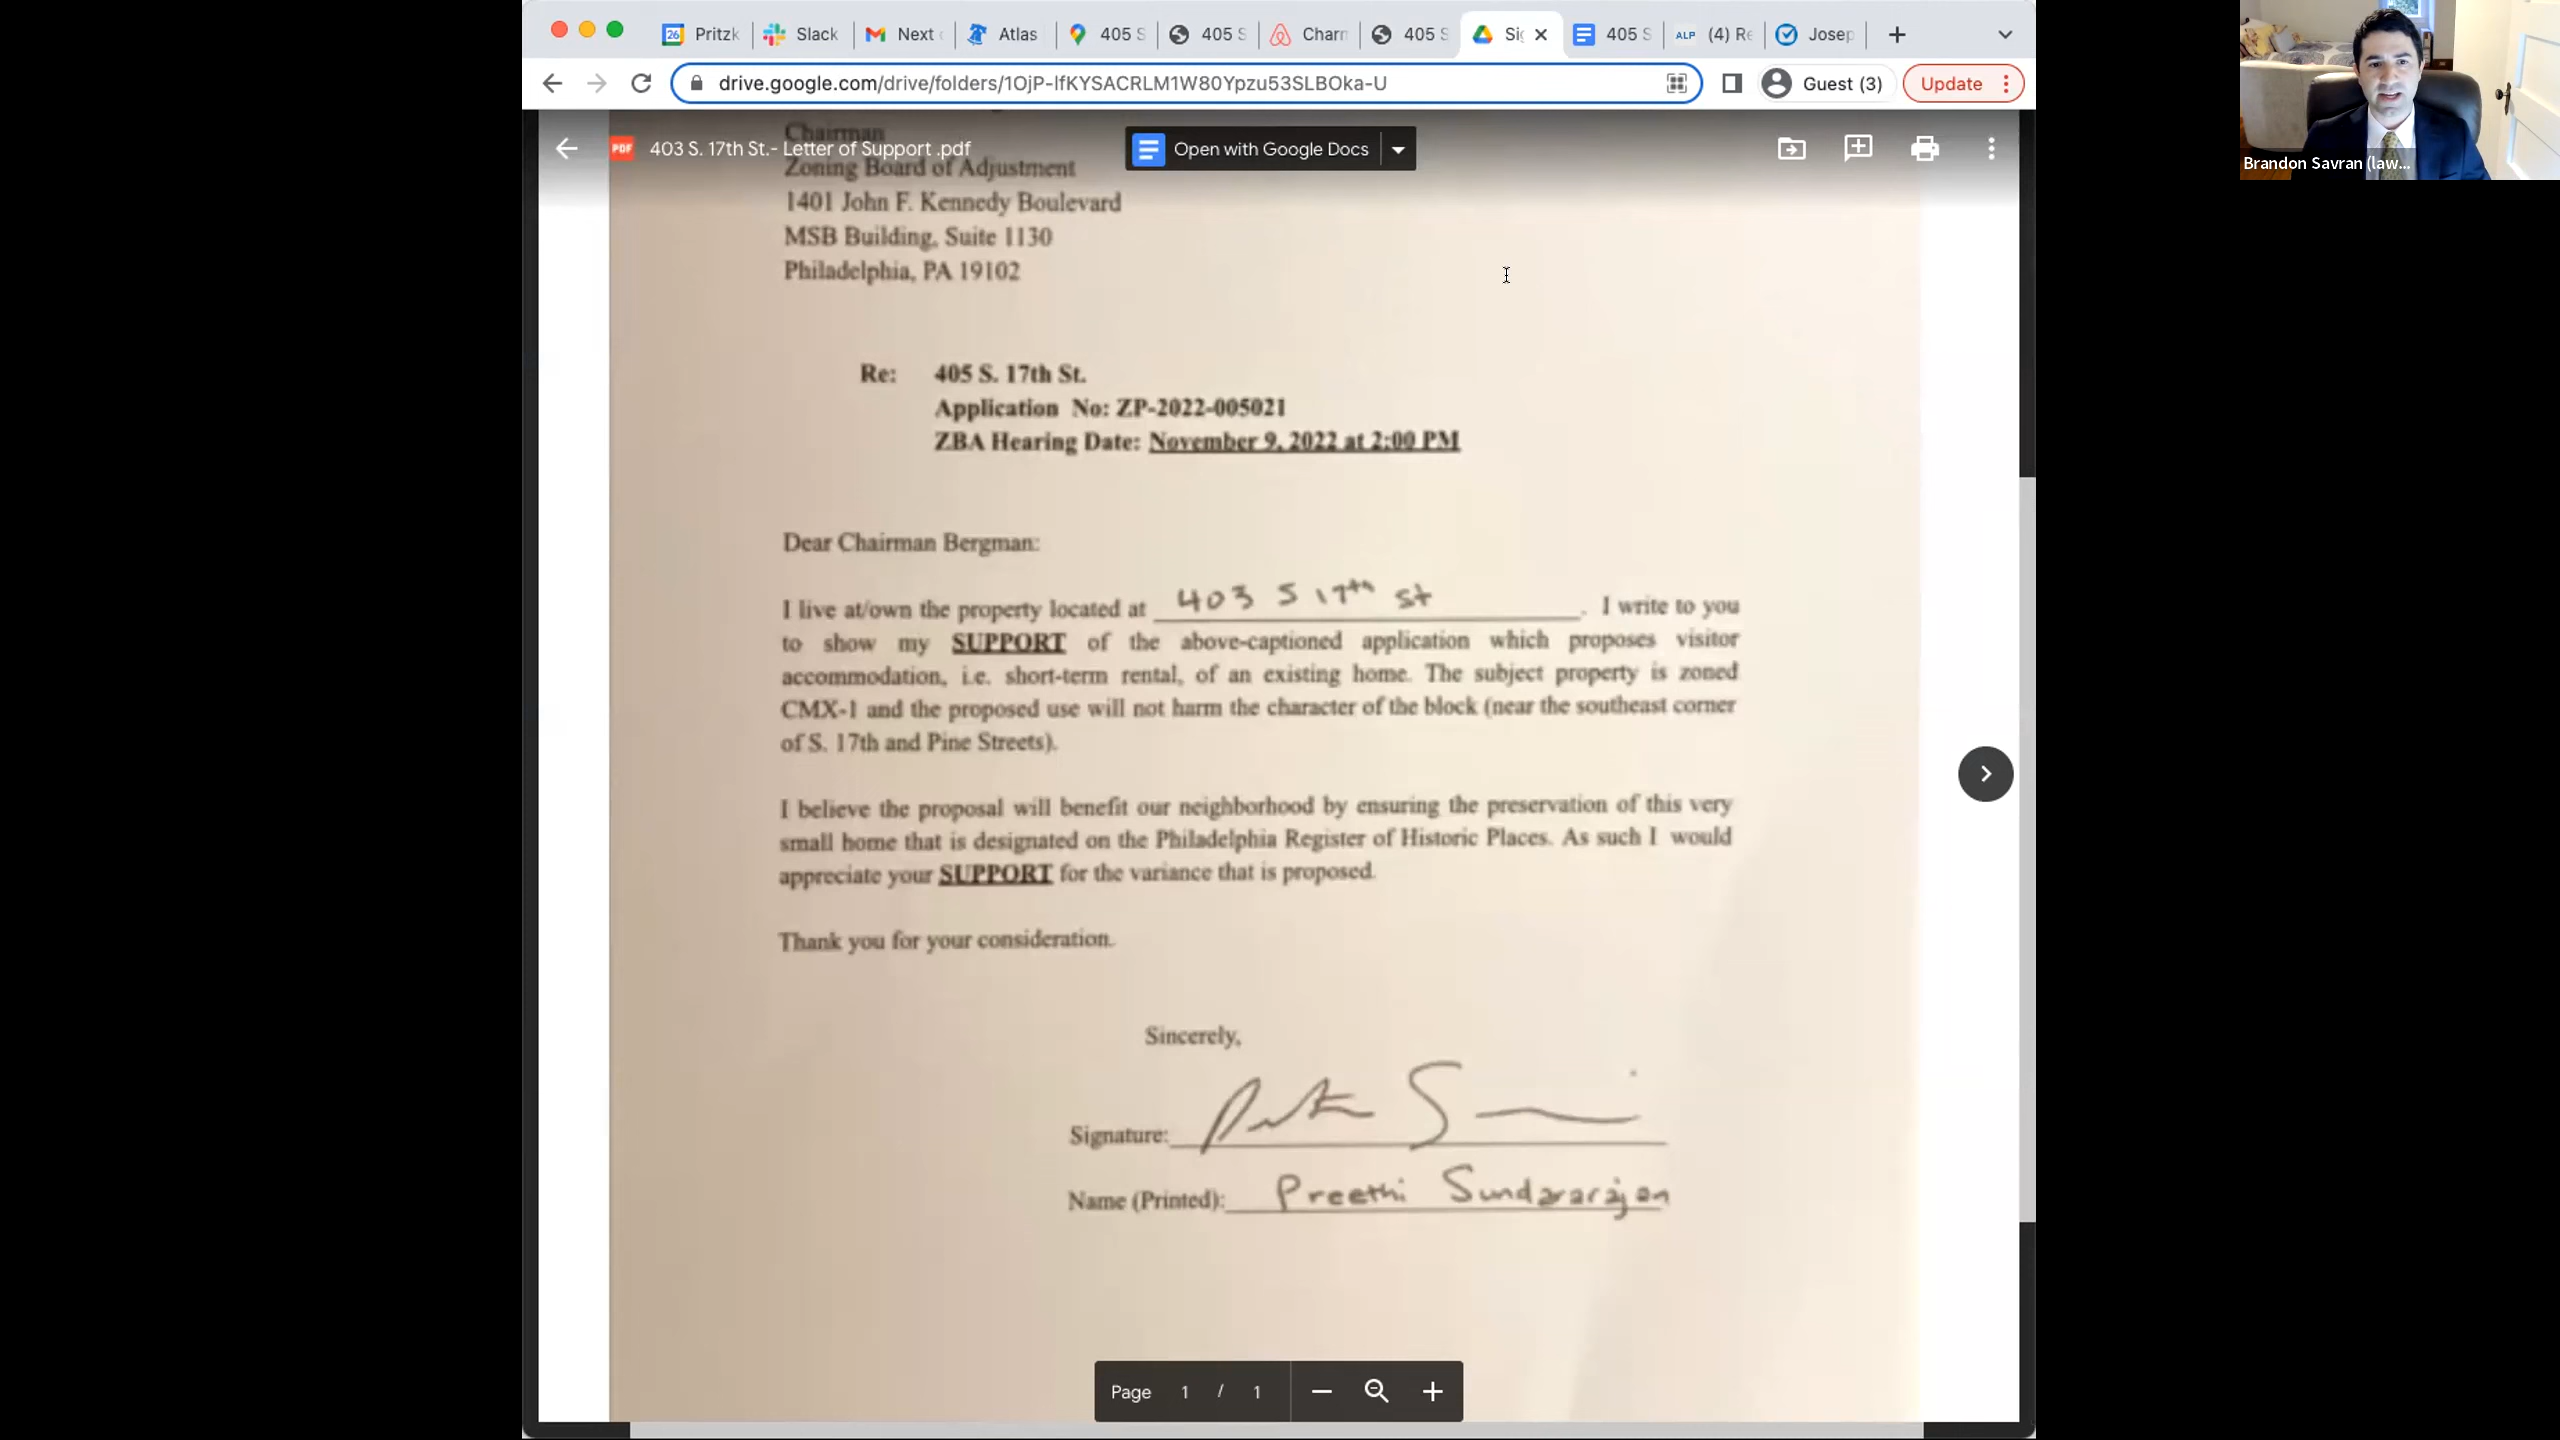 Pritzk
Slack
Next
Atlas
405 S
405 S
Charm
405 S
Sig
405 S
ALP (4) Re
Josep
drive.google.com/drive/folders/1OjP-IfKYSACRLM1W80Ypzu53SLBOka-U
Guest (3)
Update
PDF 403 S. 17th St.- Letter of Support .pdf
Open with Google Docs
Brandon Savran (law...
Chairman
Zoning Board of Adjustment
1401 John F. Kennedy Boulevard
MSB Building, Suite 1130
Philadelphia, PA 19102
Re: 405 S. 17th St.
Application No: ZP-2022-005021
ZBA Hearing Date: November 9, 2022 at 2:00 PM
Dear Chairman Bergman:
I live at/own the property located at 403 S 17th St. I write to you
to show my SUPPORT of the above-captioned application which proposes visitor
accommodation, i.e. short-term rental, of an existing home. The subject property is zoned
CMX-1 and the proposed use will not harm the character of the block (near the southeast corner
of S. 17th and Pine Streets).
I believe the proposal will benefit our neighborhood by ensuring the preservation of this very
small home that is designated on the Philadelphia Register of Historic Places. As such I would
appreciate your SUPPORT for the variance that is proposed.
Thank you for your consideration.
Sincerely,
Signature:
Name (Printed): Preethi Sundararajan
Page 1 / 1